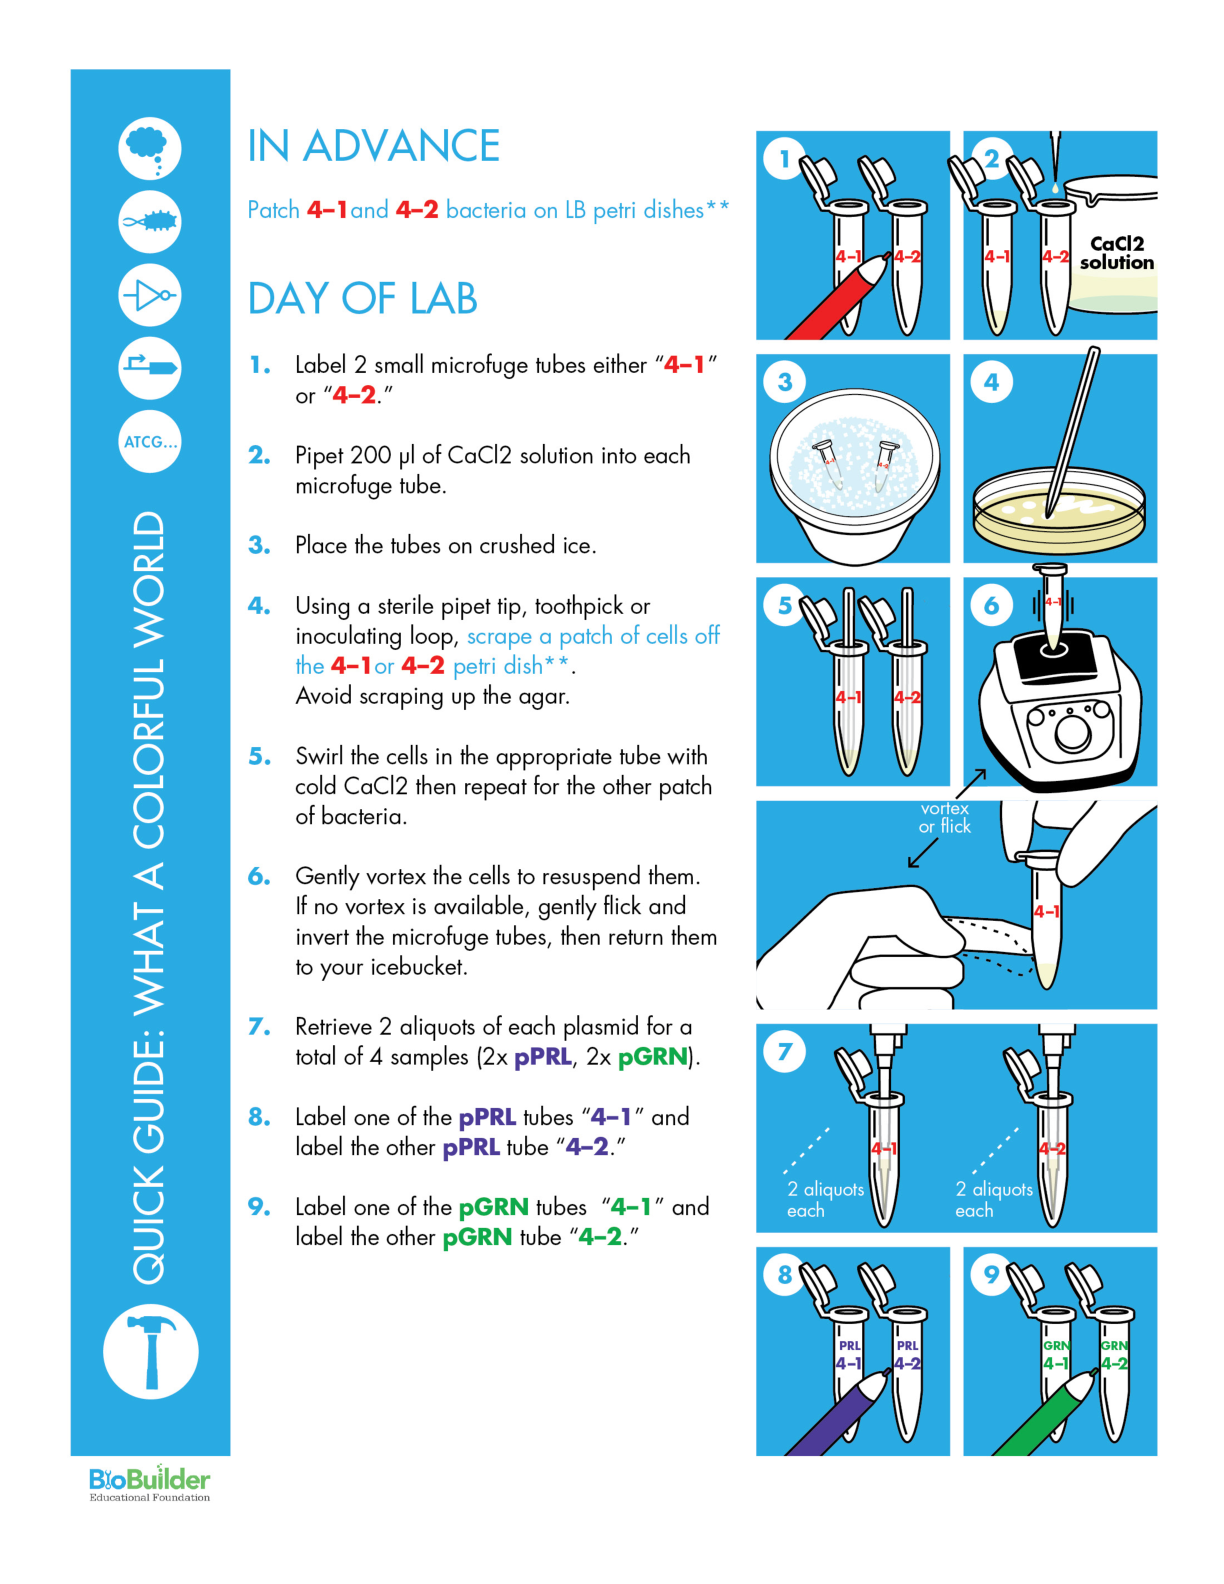 IN ADVANCE
Patch 4–1 and 4–2 bacteria on LB petri dishes**
DAY OF LAB
1. Label 2 small microfuge tubes either “4–1”
or “4–2.”
2. Pipet 200 µl of CaCl2 solution into each
microfuge tube.
3. Place the tubes on crushed ice.
4. Using a sterile pipet tip, toothpick or
inoculating loop, scrape a patch of cells off
the 4–1 or 4–2 petri dish**.
Avoid scraping up the agar.
5. Swirl the cells in the appropriate tube with
cold CaCl2 then repeat for the other patch
of bacteria.
6. Gently vortex the cells to resuspend them.
If no vortex is available, gently flick and
invert the microfuge tubes, then return them
to your icebucket.
7. Retrieve 2 aliquots of each plasmid for a
total of 4 samples (2x pPRL, 2x pGRN).
8. Label one of the pPRL tubes “4–1” and
label the other pPRL tube “4–2.”
9. Label one of the pGRN tubes “4–1” and
label the other pGRN tube “4–2.”
ATCG...
QUICK GUIDE: WHAT A COLORFUL WORLD
BioBuilder
Educational Foundation
1
4–1
4–2
2
4–1
4–2
CaCl2
solution
3
4–1
4–2
4
5
4–1
4–2
6
4–1
vortex
or flick
4–1
7
4–1
4–2
2 aliquots
each
2 aliquots
each
8
PRL
4–1
PRL
4–2
9
GRN
4–1
GRN
4–2